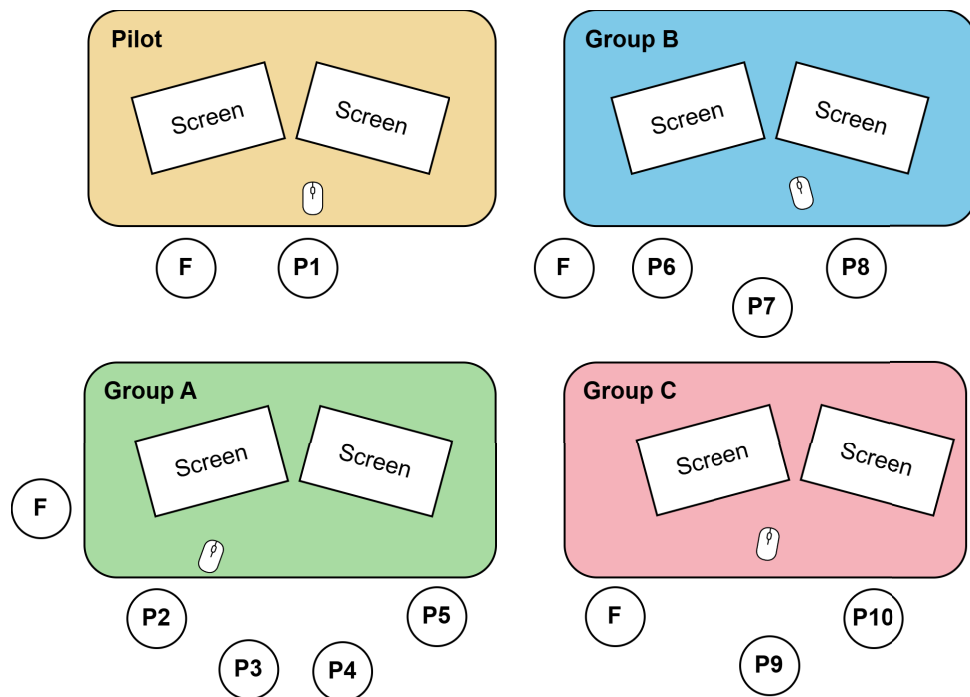 Pilot
Screen
Screen
F
P1
Group B
Screen
Screen
F
P6
P7
P8
Group A
Screen
Screen
F
P2
P3
P4
P5
Group C
Screen
Screen
F
P9
P10